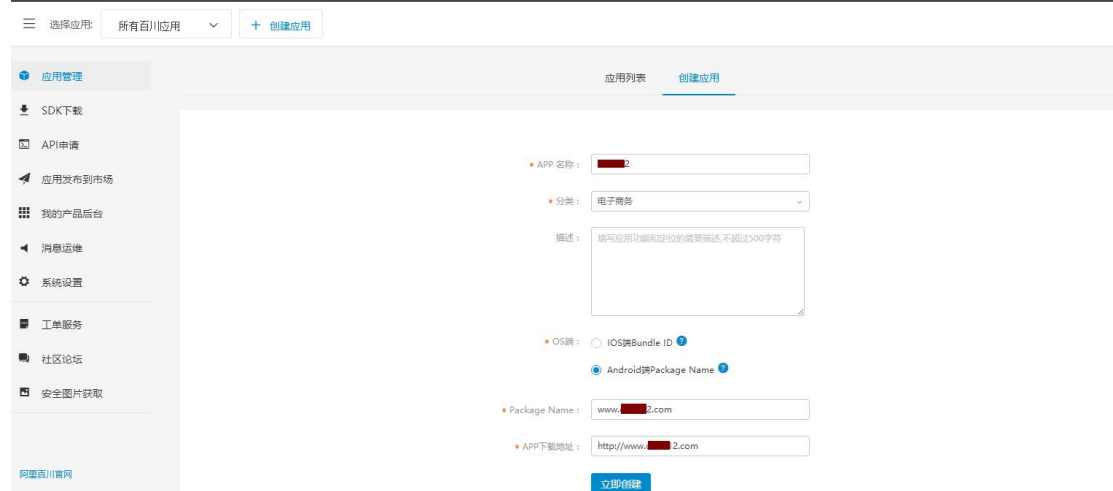 选择应用:
所有百川应用
+ 创建应用
应用管理
SDK下载
API申请
应用发布到市场
我的产品后台
消息运维
系统设置
工单服务
社区论坛
安全图片获取
阿里百川官网
应用列表 创建应用
* APP 名称 : 2
* 分类 : 电子商务
描述 : 填写应用功能和定位的简要描述,不超过500字符
* OS端 : IOS端Bundle ID ?
Android端Package Name ?
* Package Name : www. 2.com
* APP下载地址 : http://www. 2.com
立即创建